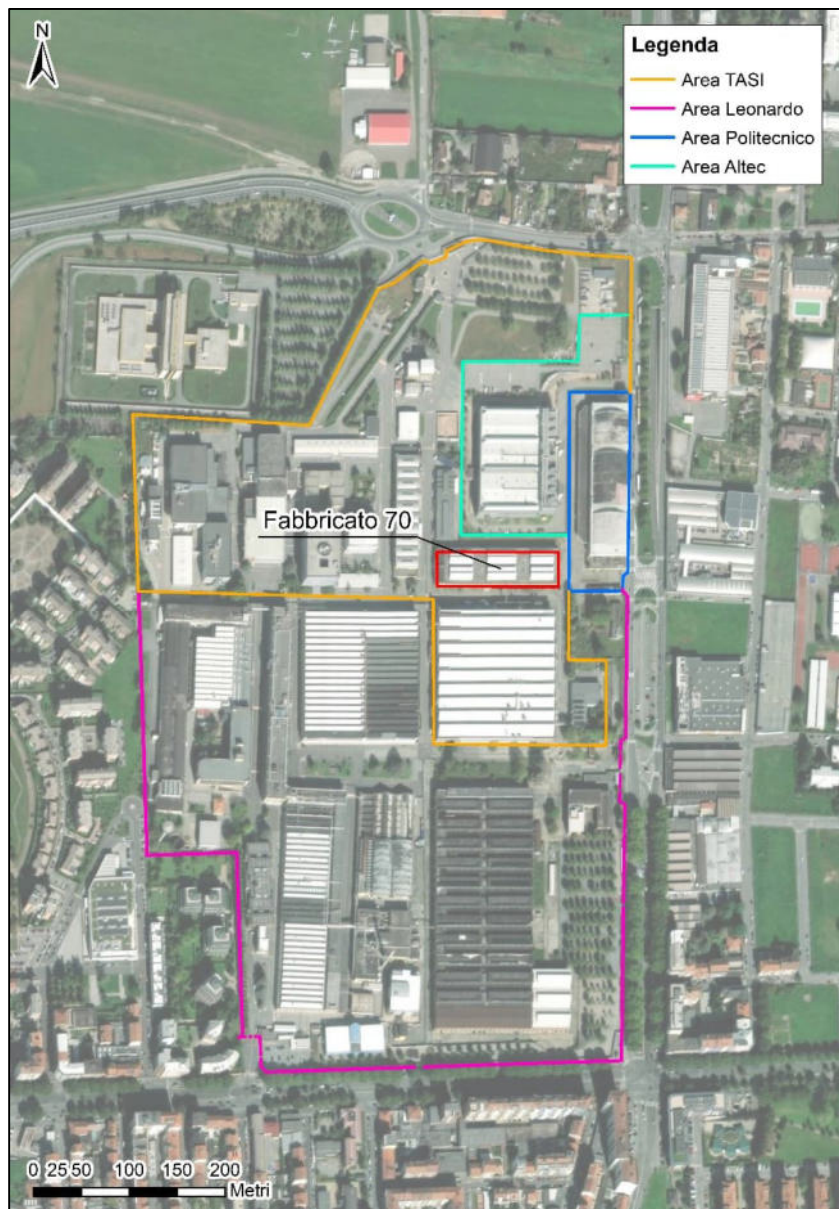 N
Legenda
Area TASI
Area Leonardo
Area Politecnico
Area Altec
Fabbricato 70
0 25 50 100 150 200
Metri